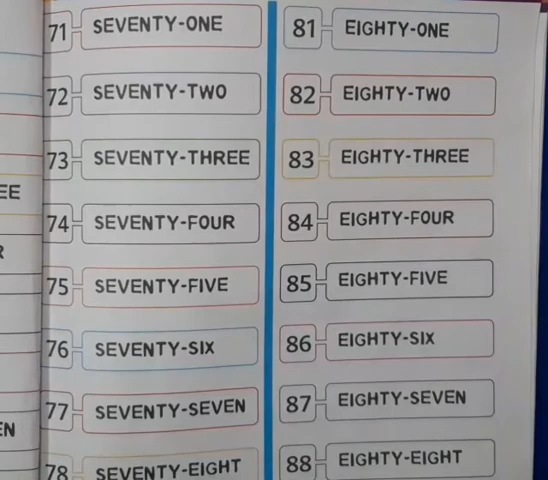 71 SEVENTY-ONE
72 SEVENTY-TWO
73 SEVENTY-THREE
74 SEVENTY-FOUR
75 SEVENTY-FIVE
76 SEVENTY-SIX
77 SEVENTY-SEVEN
78 SEVENTY-EIGHT
81 EIGHTY-ONE
82 EIGHTY-TWO
83 EIGHTY-THREE
84 EIGHTY-FOUR
85 EIGHTY-FIVE
86 EIGHTY-SIX
87 EIGHTY-SEVEN
88 EIGHTY-EIGHT